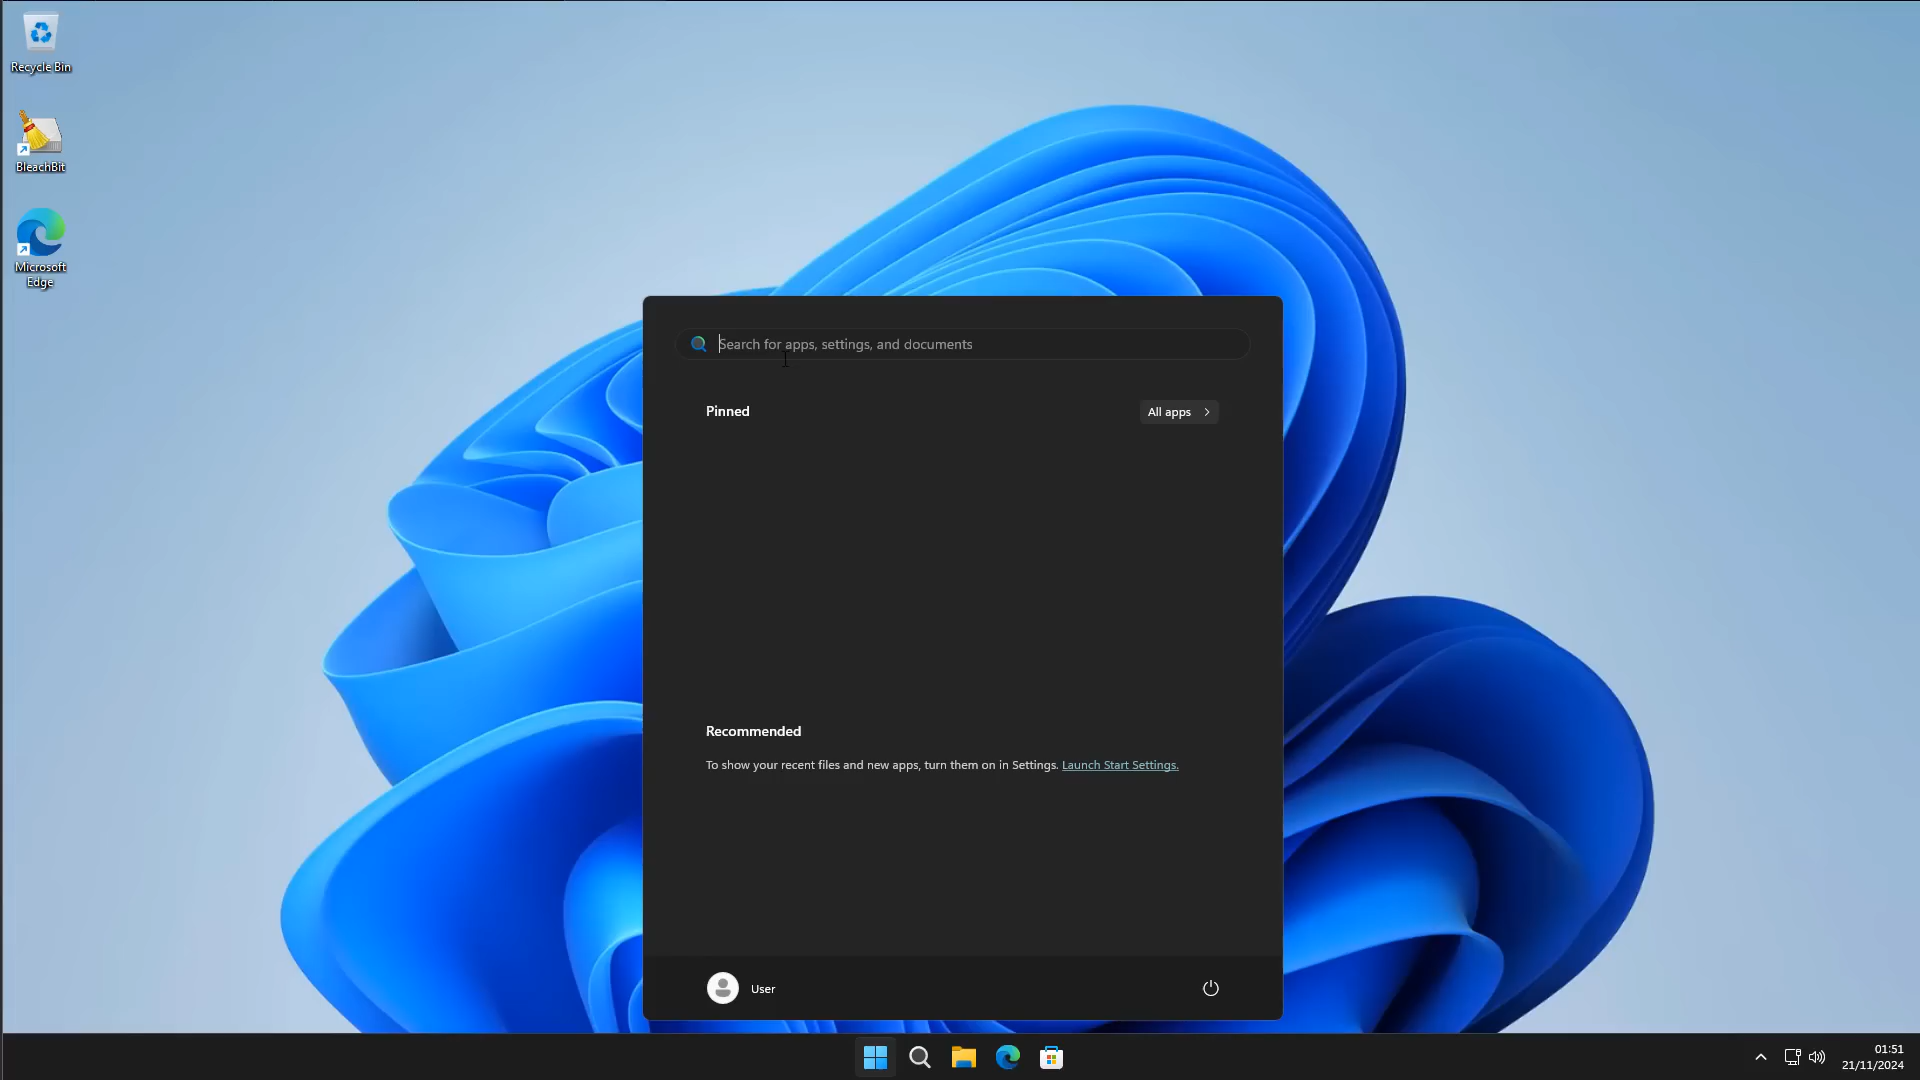 Recycle Bin
BleachBit
Microsoft
Edge
Search for apps, settings, and documents
Pinned
All apps
Recommended
To show your recent files and new apps, turn them on in Settings. Launch Start Settings.
User
01:51
21/11/2024